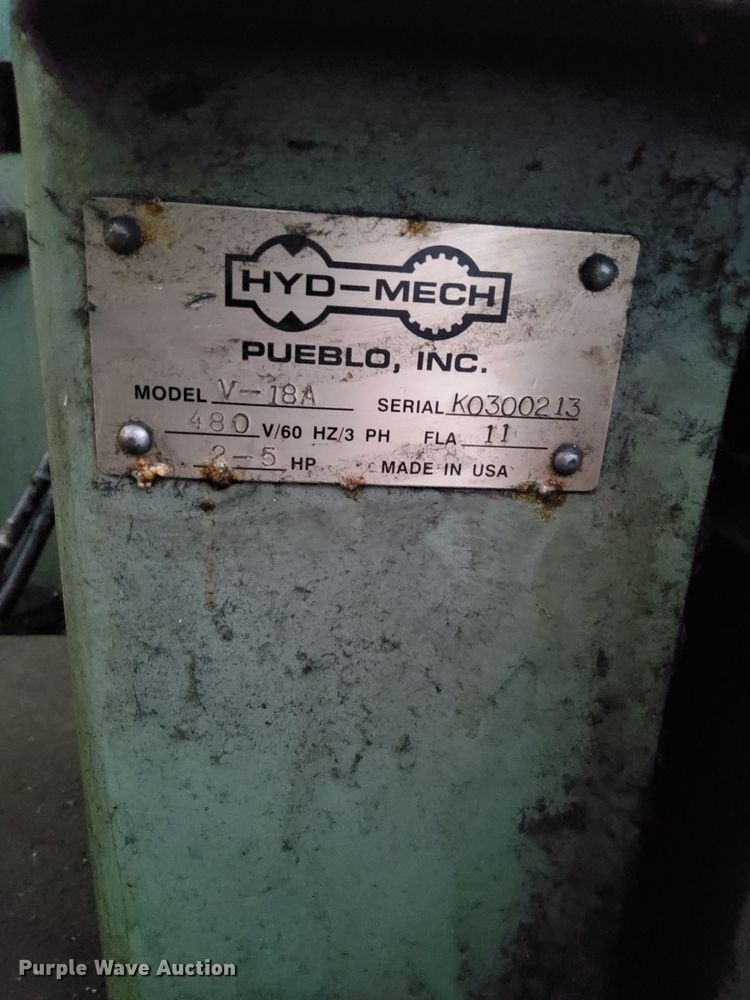 HYD-MECH
PUEBLO, INC.
MODEL V-18A SERIAL K0300213
480 V/60 HZ/3 PH FLA 11
2-5 HP MADE IN USA
Purple Wave Auction